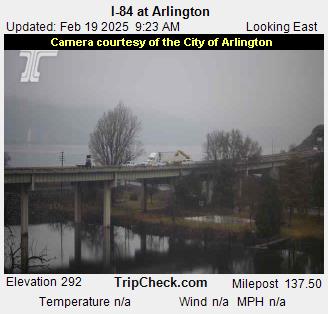 I-84 at Arlington
Updated: Feb 19 2025 9:23 AM Looking East
Camera courtesy of the City of Arlington
Elevation 292 TripCheck.com Milepost 137.50
Temperature n/a Wind n/a MPH n/a